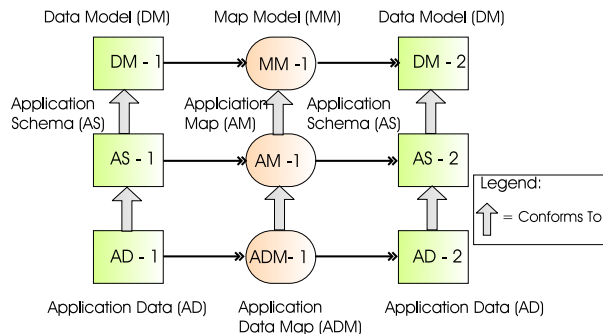 Data Model (DM)
Map Model (MM)
Data Model (DM)
DM - 1
MM -1
DM - 2
Application
Schema (AS)
Applciation
Map (AM)
Application
Schema (AS)
AS - 1
AM -1
AS - 2
Legend:
= Conforms To
AD - 1
ADM- 1
AD - 2
Application Data (AD)
Application
Data Map (ADM)
Application Data (AD)